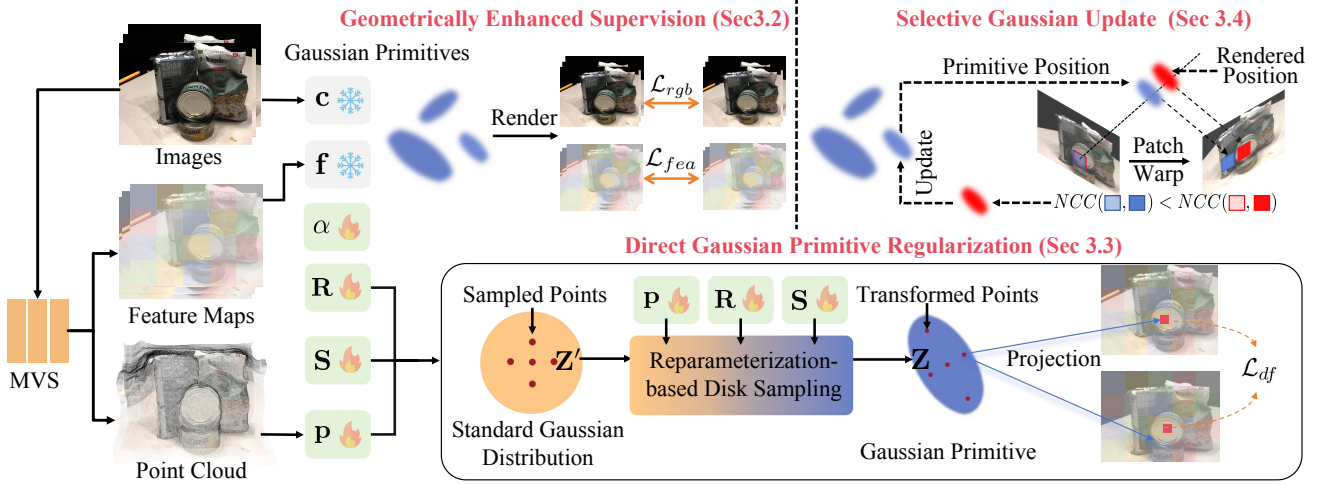 Geometrically Enhanced Supervision (Sec3.2)
Gaussian Primitives
Images
Feature Maps
Point Cloud
MVS
c
f
α
R
S
p
Render
L_rgb
L_fea
Selective Gaussian Update (Sec 3.4)
Primitive Position
Rendered
Position
Update
Patch
Warp
NCC( , ) < NCC( , )
Direct Gaussian Primitive Regularization (Sec 3.3)
Sampled Points
Z′
Standard Gaussian
Distribution
p
R
S
Reparameterization-
based Disk Sampling
Transformed Points
Z
Gaussian Primitive
Projection
L_df